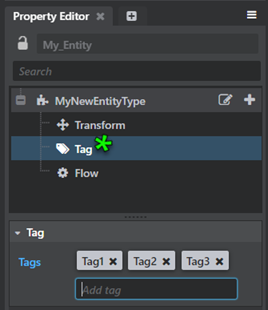 Property Editor
My_Entity
Search
MyNewEntityType
Transform
Tag
Flow
Tag
Tags Tag1 Tag2 Tag3
Add tag